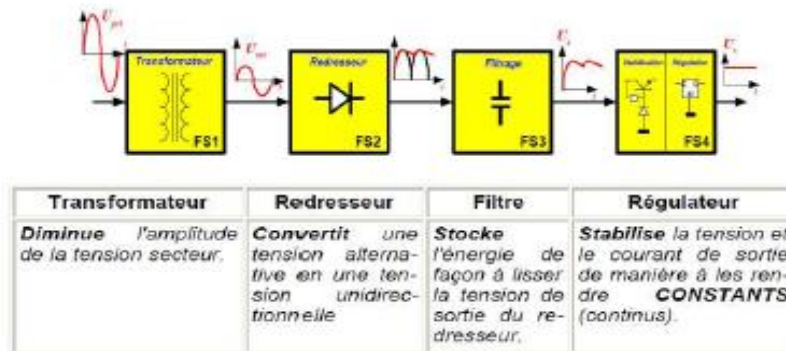 Transformateur
FS1
Redresseur
FS2
Filtrage
FS3
Stabilisation
Régulateur
FS4
Transformateur
Redresseur
Filtre
Régulateur
Diminue l'amplitude
de la tension secteur.
Convertit une
tension alterna-
tive en une ten-
sion unidirec-
tionnelle
Stocke
l'énergie de
façon à lisser
la tension de
sortie du re-
dresseur.
Stabilise la tension et
le courant de sortie
de manière à les ren-
dre CONSTANTS
(continus).